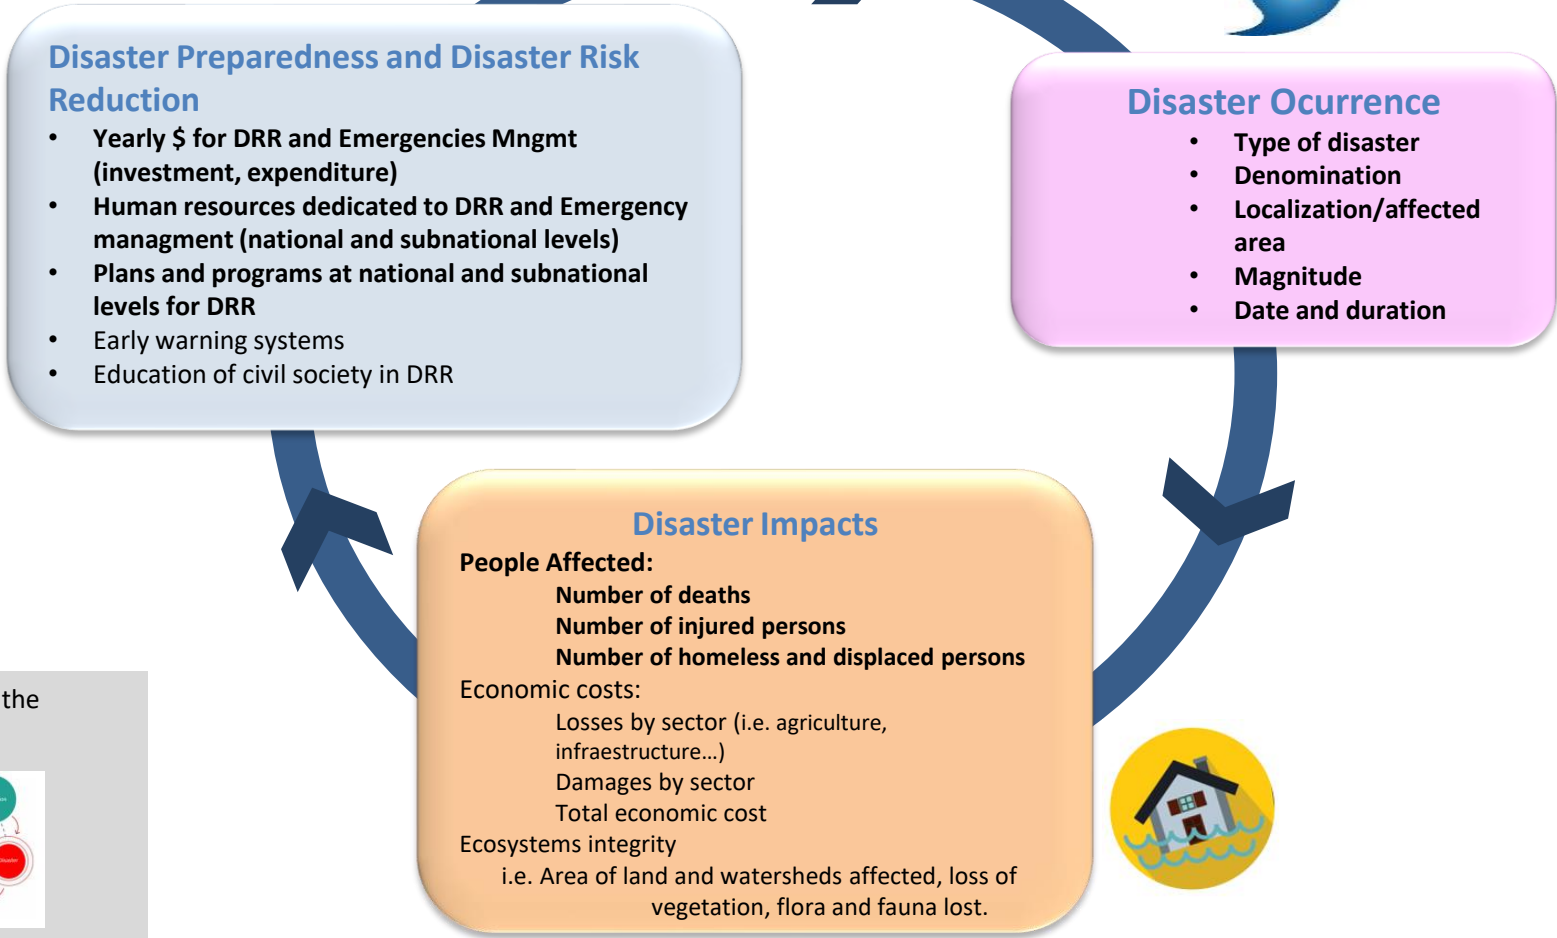 Disaster Preparedness and Disaster Risk
Reduction
• Yearly $ for DRR and Emergencies Mngmt
(investment, expenditure)
• Human resources dedicated to DRR and Emergency
managment (national and subnational levels)
• Plans and programs at national and subnational
levels for DRR
• Early warning systems
• Education of civil society in DRR
Disaster Ocurrence
• Type of disaster
• Denomination
• Localization/affected
area
• Magnitude
• Date and duration
Disaster Impacts
People Affected:
Number of deaths
Number of injured persons
Number of homeless and displaced persons
Economic costs:
Losses by sector (i.e. agriculture,
infraestructure…)
Damages by sector
Total economic cost
Ecosystems integrity
i.e. Area of land and watersheds affected, loss of
vegetation, flora and fauna lost.
the
Disaster